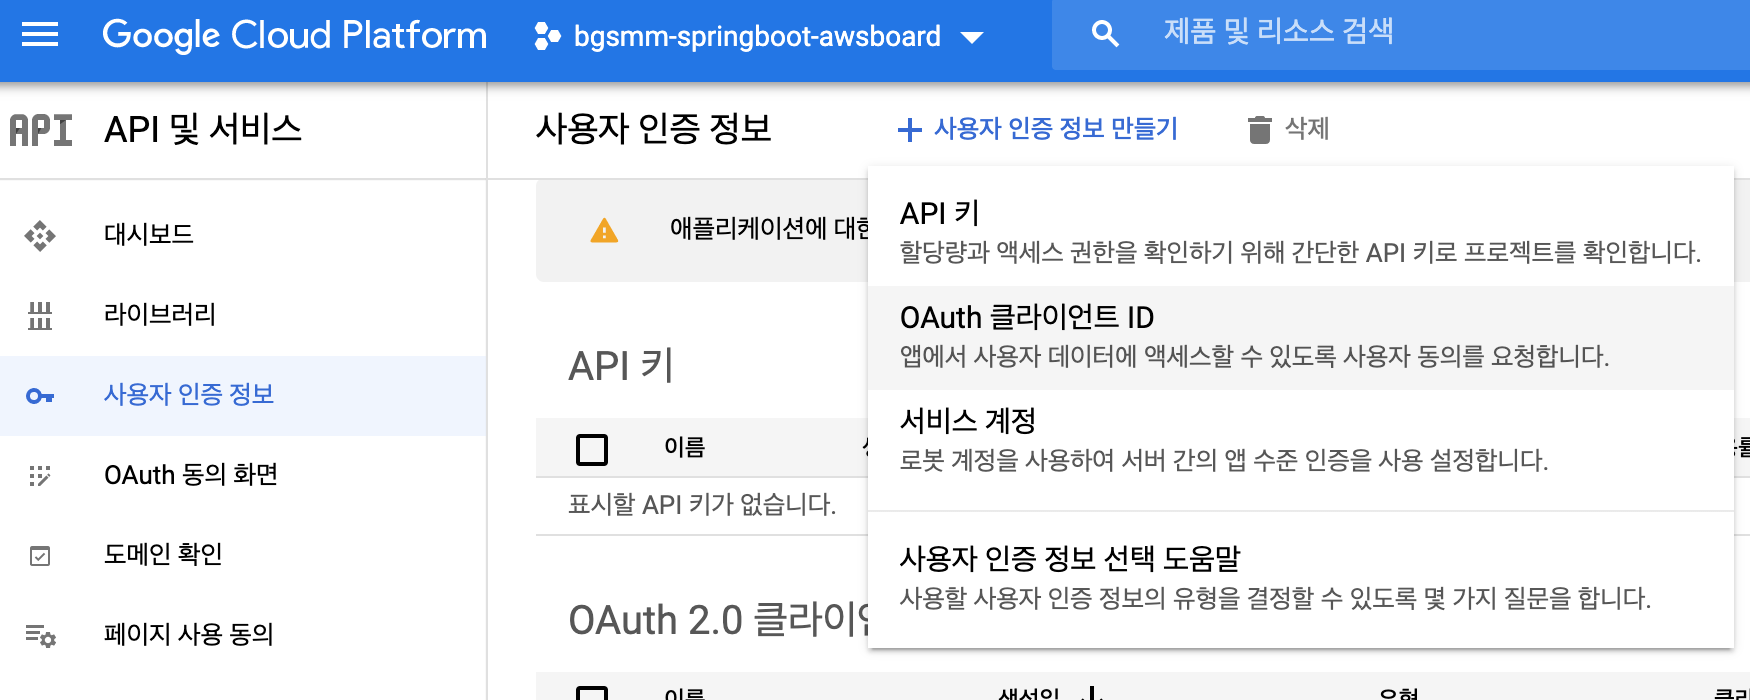 Google Cloud Platform
bgsmm-springboot-awsboard
제품 및 리소스 검색
API
API 및 서비스
사용자 인증 정보
사용자 인증 정보 만들기
삭제
대시보드
라이브러리
사용자 인증 정보
OAuth 동의 화면
도메인 확인
페이지 사용 동의
애플리케이션에 대한
API 키
할당량과 액세스 권한을 확인하기 위해 간단한 API 키로 프로젝트를 확인합니다.
OAuth 클라이언트 ID
앱에서 사용자 데이터에 액세스할 수 있도록 사용자 동의를 요청합니다.
서비스 계정
로봇 계정을 사용하여 서버 간의 앱 수준 인증을 사용 설정합니다.
사용자 인증 정보 선택 도움말
사용할 사용자 인증 정보의 유형을 결정할 수 있도록 몇 가지 질문을 합니다.
API 키
이름
표시할 API 키가 없습니다.
OAuth 2.0 클라이언
이름 생성일 유형